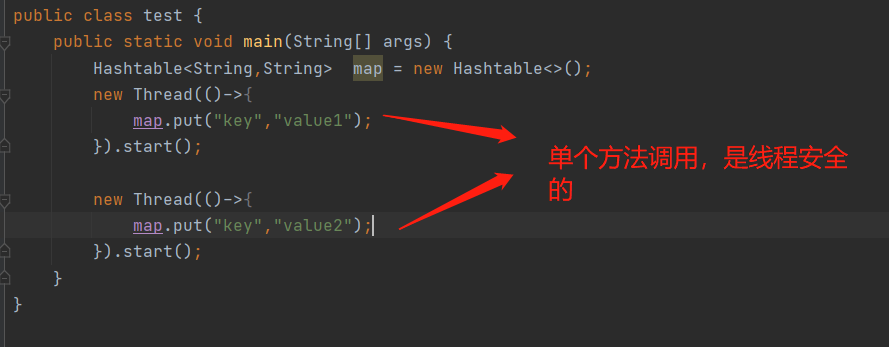 public class test {
public static void main(String[] args) {
Hashtable<String,String>  map = new Hashtable<>();
new Thread(()->{
map.put("key","value1");
}).start();
new Thread(()->{
map.put("key","value2");
}).start();
}
}
单个方法调用，是线程安全
的